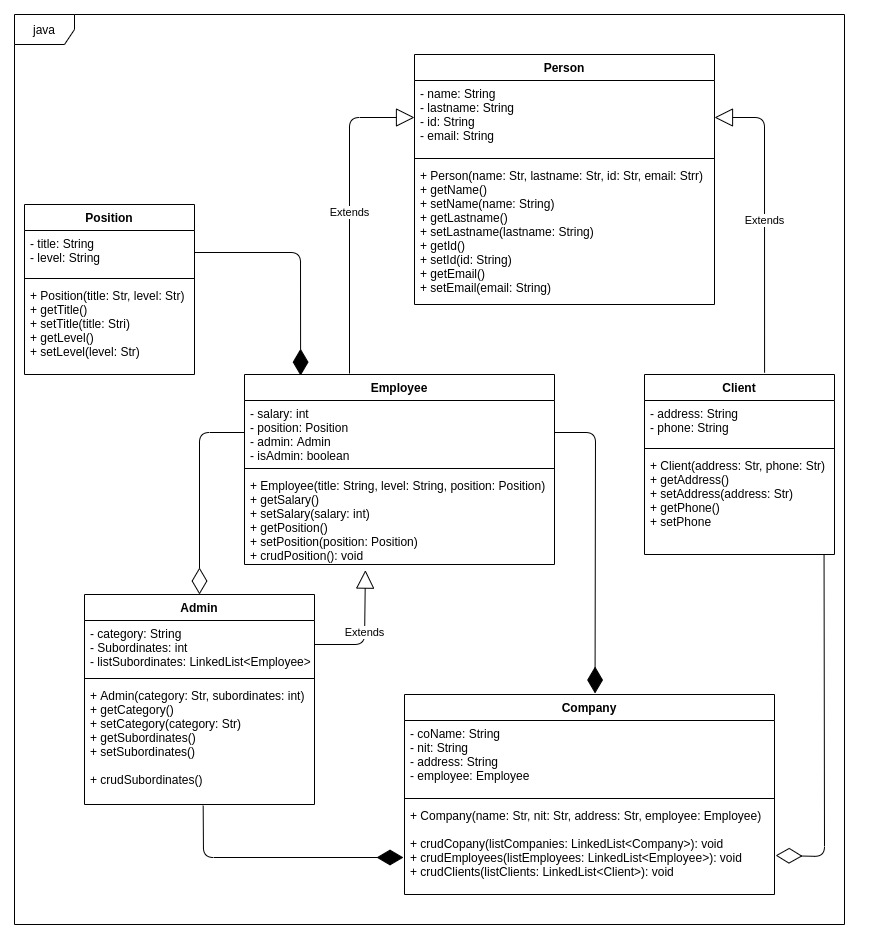 java
Person
- name: String
- lastname: String
- id: String
- email: String
+ Person(name: Str, lastname: Str, id: Str, email: Strr)
+ getName()
+ setName(name: String)
+ getLastname()
+ setLastname(lastname: String)
+ getId()
+ setId(id: String)
+ getEmail()
+ setEmail(email: String)
Extends
Extends
Position
- title: String
- level: String
+ Position(title: Str, level: Str)
+ getTitle()
+ setTitle(title: Stri)
+ getLevel()
+ setLevel(level: Str)
Employee
- salary: int
- position: Position
- admin: Admin
- isAdmin: boolean
+ Employee(title: String, level: String, position: Position)
+ getSalary()
+ setSalary(salary: int)
+ getPosition()
+ setPosition(position: Position)
+ crudPosition(): void
Client
- address: String
- phone: String
+ Client(address: Str, phone: Str)
+ getAddress()
+ setAddress(address: Str)
+ getPhone()
+ setPhone
Admin
- category: String
- Subordinates: int
- listSubordinates: LinkedList<Employee>
+ Admin(category: Str, subordinates: int)
+ getCategory()
+ setCategory(category: Str)
+ getSubordinates()
+ setSubordinates()
+ crudSubordinates()
Extends
Company
- coName: String
- nit: String
- address: String
- employee: Employee
+ Company(name: Str, nit: Str, address: Str, employee: Employee)
+ crudCopany(listCompanies: LinkedList<Company>): void
+ crudEmployees(listEmployees: LinkedList<Employee>): void
+ crudClients(listClients: LinkedList<Client>): void